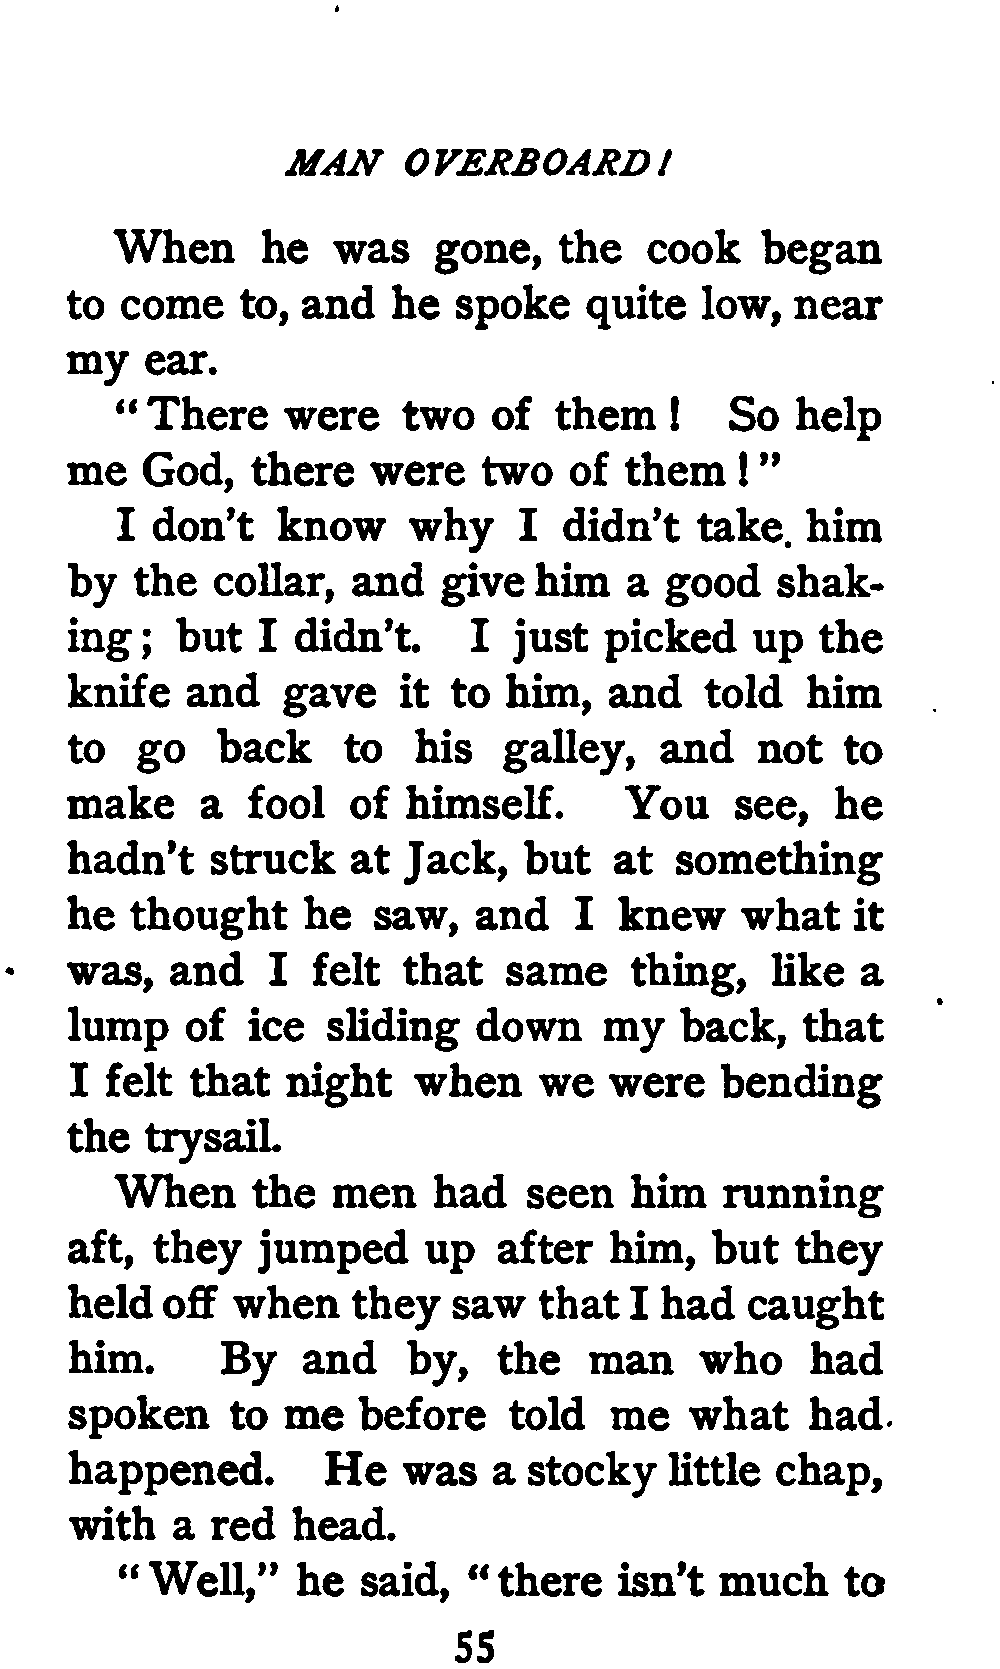 MAN OVERBOARD!
When he was gone, the cook began
to come to, and he spoke quite low, near
my ear.
"There were two of them! So help
me God, there were two of them!"
I don't know why I didn't take. him
by the collar, and give him a good shak-
ing; but I didn't. I just picked up the
knife and gave it to him, and told him
to go back to his galley, and not to
make a fool of himself. You see, he
hadn't struck at Jack, but at something
he thought he saw, and I knew what it
was, and I felt that same thing, like a
lump of ice sliding down my back, that
I felt that night when we were bending
the trysail.
When the men had seen him running
aft, they jumped up after him, but they
held off when they saw that I had caught
him. By and by, the man who had
spoken to me before told me what had
happened. He was a stocky little chap,
with a red head.
"Well," he said, "there isn't much to
55